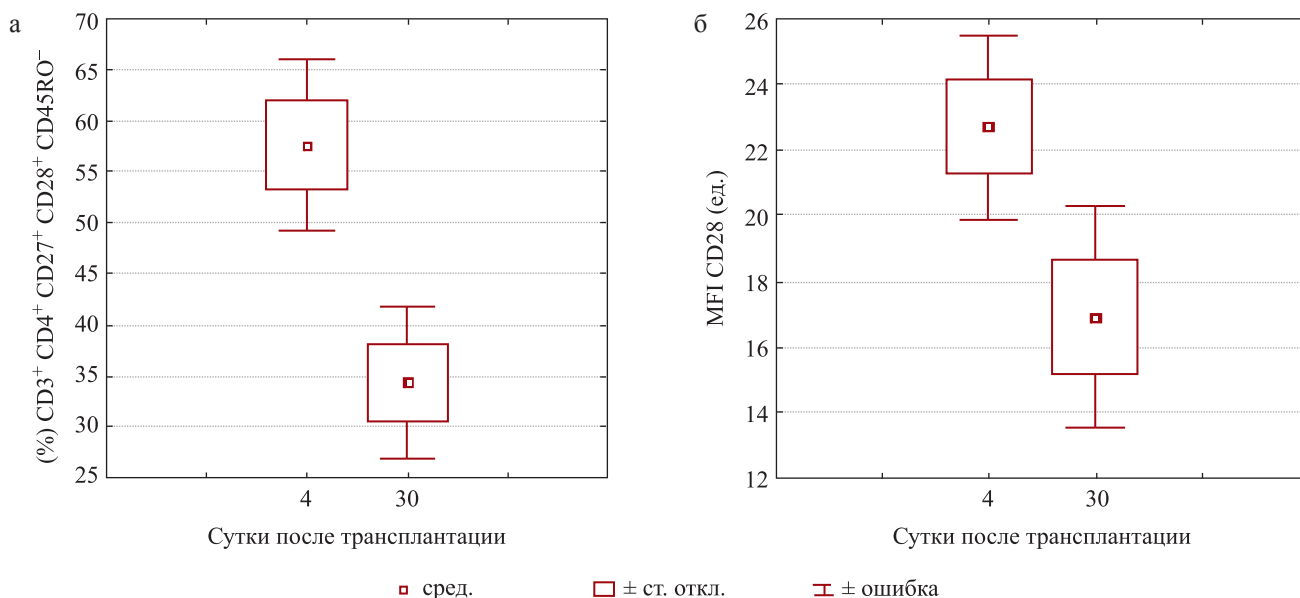 а
(%) CD3⁺ CD4⁺ CD27⁺ CD28⁺ CD45RO⁻
70
65
60
55
50
45
40
35
30
25
4 30
Сутки после трансплантации
б
MFI CD28 (ед.)
26
24
22
20
18
16
14
12
4 30
Сутки после трансплантации
сред. ± ст. откл. ± ошибка